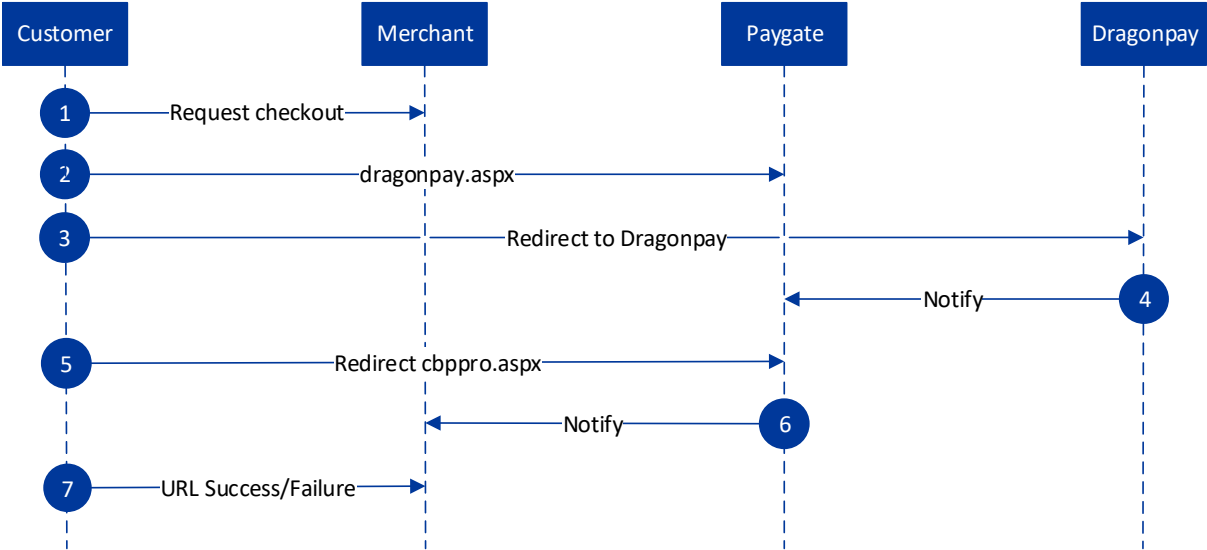 Customer
Merchant
Paygate
Dragonpay
1
Request checkout
2
dragonpay.aspx
3
Redirect to Dragonpay
Notify
4
5
Redirect cbppro.aspx
Notify
6
7
URL Success/Failure